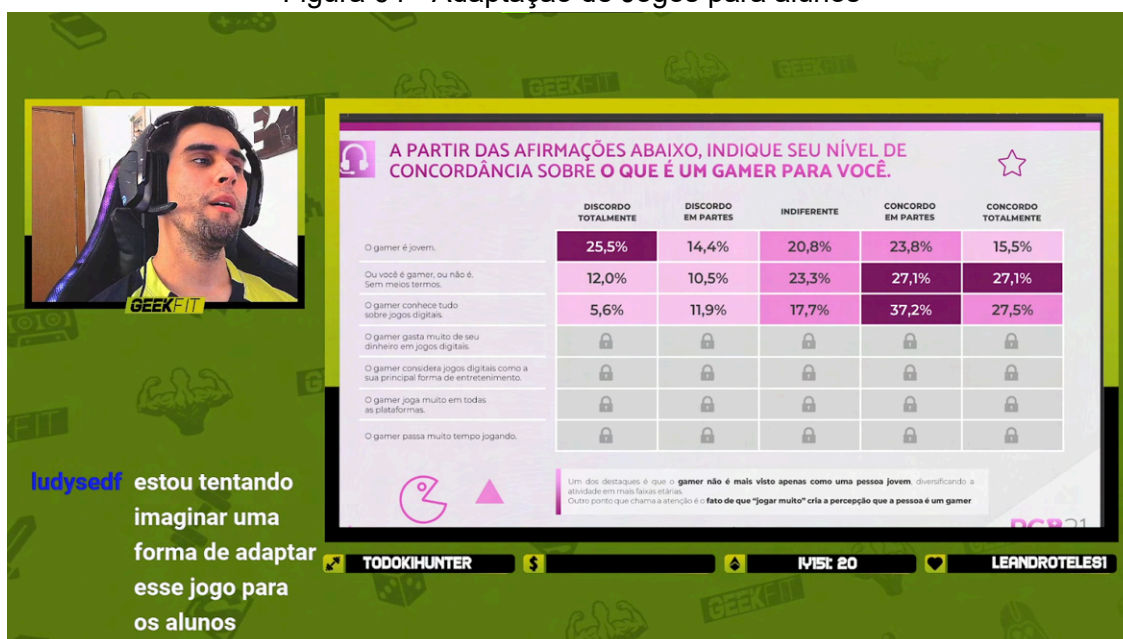 Figura 31 - Adaptação de Jogos para alunos
GEEKFIT
GEEKFIT
A PARTIR DAS AFIRMAÇÕES ABAIXO, INDIQUE SEU NÍVEL DE
CONCORDÂNCIA SOBRE O QUE É UM GAMER PARA VOCÊ.
DISCORDO TOTALMENTE DISCORDO EM PARTES INDIFERENTE CONCORDO EM PARTES CONCORDO TOTALMENTE
O gamer é jovem. 25,5% 14,4% 20,8% 23,8% 15,5%
Ou você é gamer, ou não é.
Sem meios termos. 12,0% 10,5% 23,3% 27,1% 27,1%
O gamer conhece tudo
sobre jogos digitais. 5,6% 11,9% 17,7% 37,2% 27,5%
O gamer gasta muito de seu
dinheiro em jogos digitais.
O gamer considera jogos digitais como a
sua principal forma de entretenimento.
O gamer joga muito em todas
as plataformas.
O gamer passa muito tempo jogando.
Um dos destaques é que o gamer não é mais visto apenas como uma pessoa jovem, diversificando a
atividade em mais faixas etárias.
Outro ponto que chama a atenção é o fato de que "jogar muito" cria a percepção que a pessoa é um gamer
GEEKFIT
ludysedf estou tentando
imaginar uma
forma de adaptar
esse jogo para
os alunos
TODOKIHUNTER $ 20 LEANDROTELES1
GEEKFIT